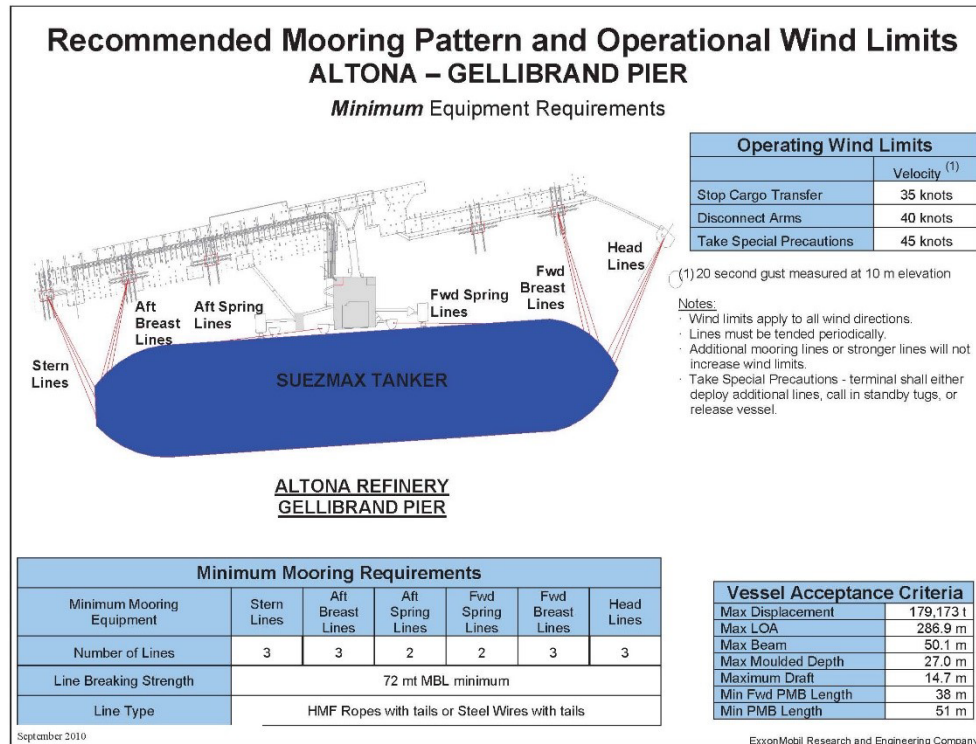 Recommended Mooring Pattern and Operational Wind Limits
ALTONA – GELLIBRAND PIER
Minimum Equipment Requirements
Operating Wind Limits
Velocity (1)
Stop Cargo Transfer 35 knots
Disconnect Arms 40 knots
Take Special Precautions 45 knots
(1) 20 second gust measured at 10 m elevation
Notes:
· Wind limits apply to all wind directions.
· Lines must be tended periodically.
· Additional mooring lines or stronger lines will not
increase wind limits.
· Take Special Precautions - terminal shall either
deploy additional lines, call in standby tugs, or
release vessel.
Stern
Lines
Aft
Breast
Lines
Aft Spring
Lines
Fwd Spring
Lines
Fwd
Breast
Lines
Head
Lines
SUEZMAX TANKER
ALTONA REFINERY
GELLIBRAND PIER
Minimum Mooring Requirements
Minimum Mooring
Equipment
Stern
Lines
Aft
Breast
Lines
Aft
Spring
Lines
Fwd
Spring
Lines
Fwd
Breast
Lines
Head
Lines
Number of Lines 3 3 2 2 3 3
Line Breaking Strength 72 mt MBL minimum
Line Type HMF Ropes with tails or Steel Wires with tails
Vessel Acceptance Criteria
Max Displacement 179,173 t
Max LOA 286.9 m
Max Beam 50.1 m
Max Moulded Depth 27.0 m
Maximum Draft 14.7 m
Min Fwd PMB Length 38 m
Min PMB Length 51 m
September 2010
ExxonMobil Research and Engineering Company